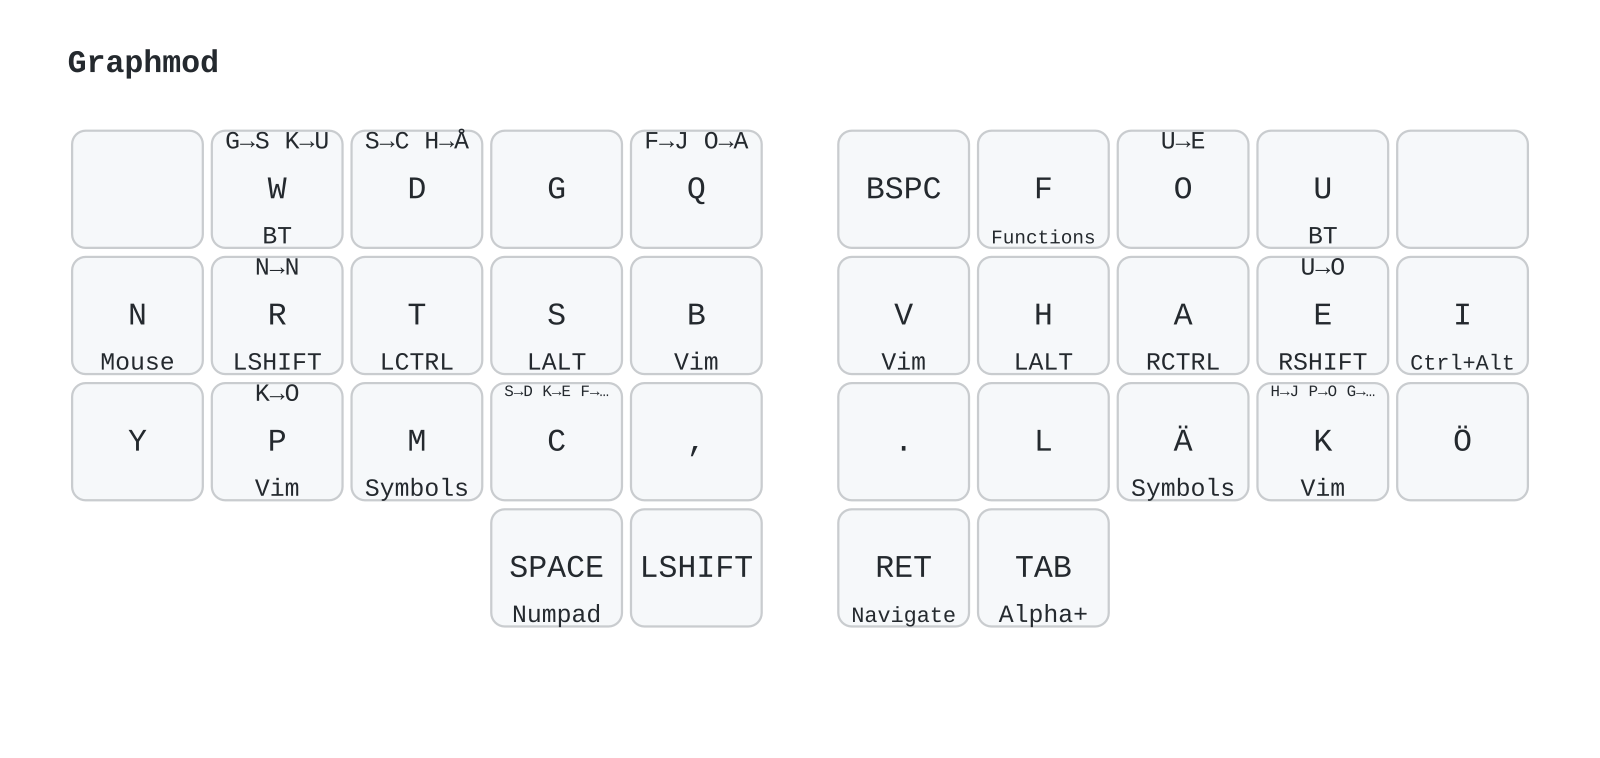 Graphmod
G→S K→U S→C H→Å F→J O→A U→E
W D G Q BSPC F O U
BT Functions BT
N→N U→O
N R T S B V H A E I
Mouse LSHIFT LCTRL LALT Vim Vim LALT RCTRL RSHIFT Ctrl+Alt
K→O S→D K→E F→… H→J P→O G→…
Y P M C , . L Ä K Ö
Vim Symbols Symbols Vim
SPACE LSHIFT RET TAB
Numpad Navigate Alpha+